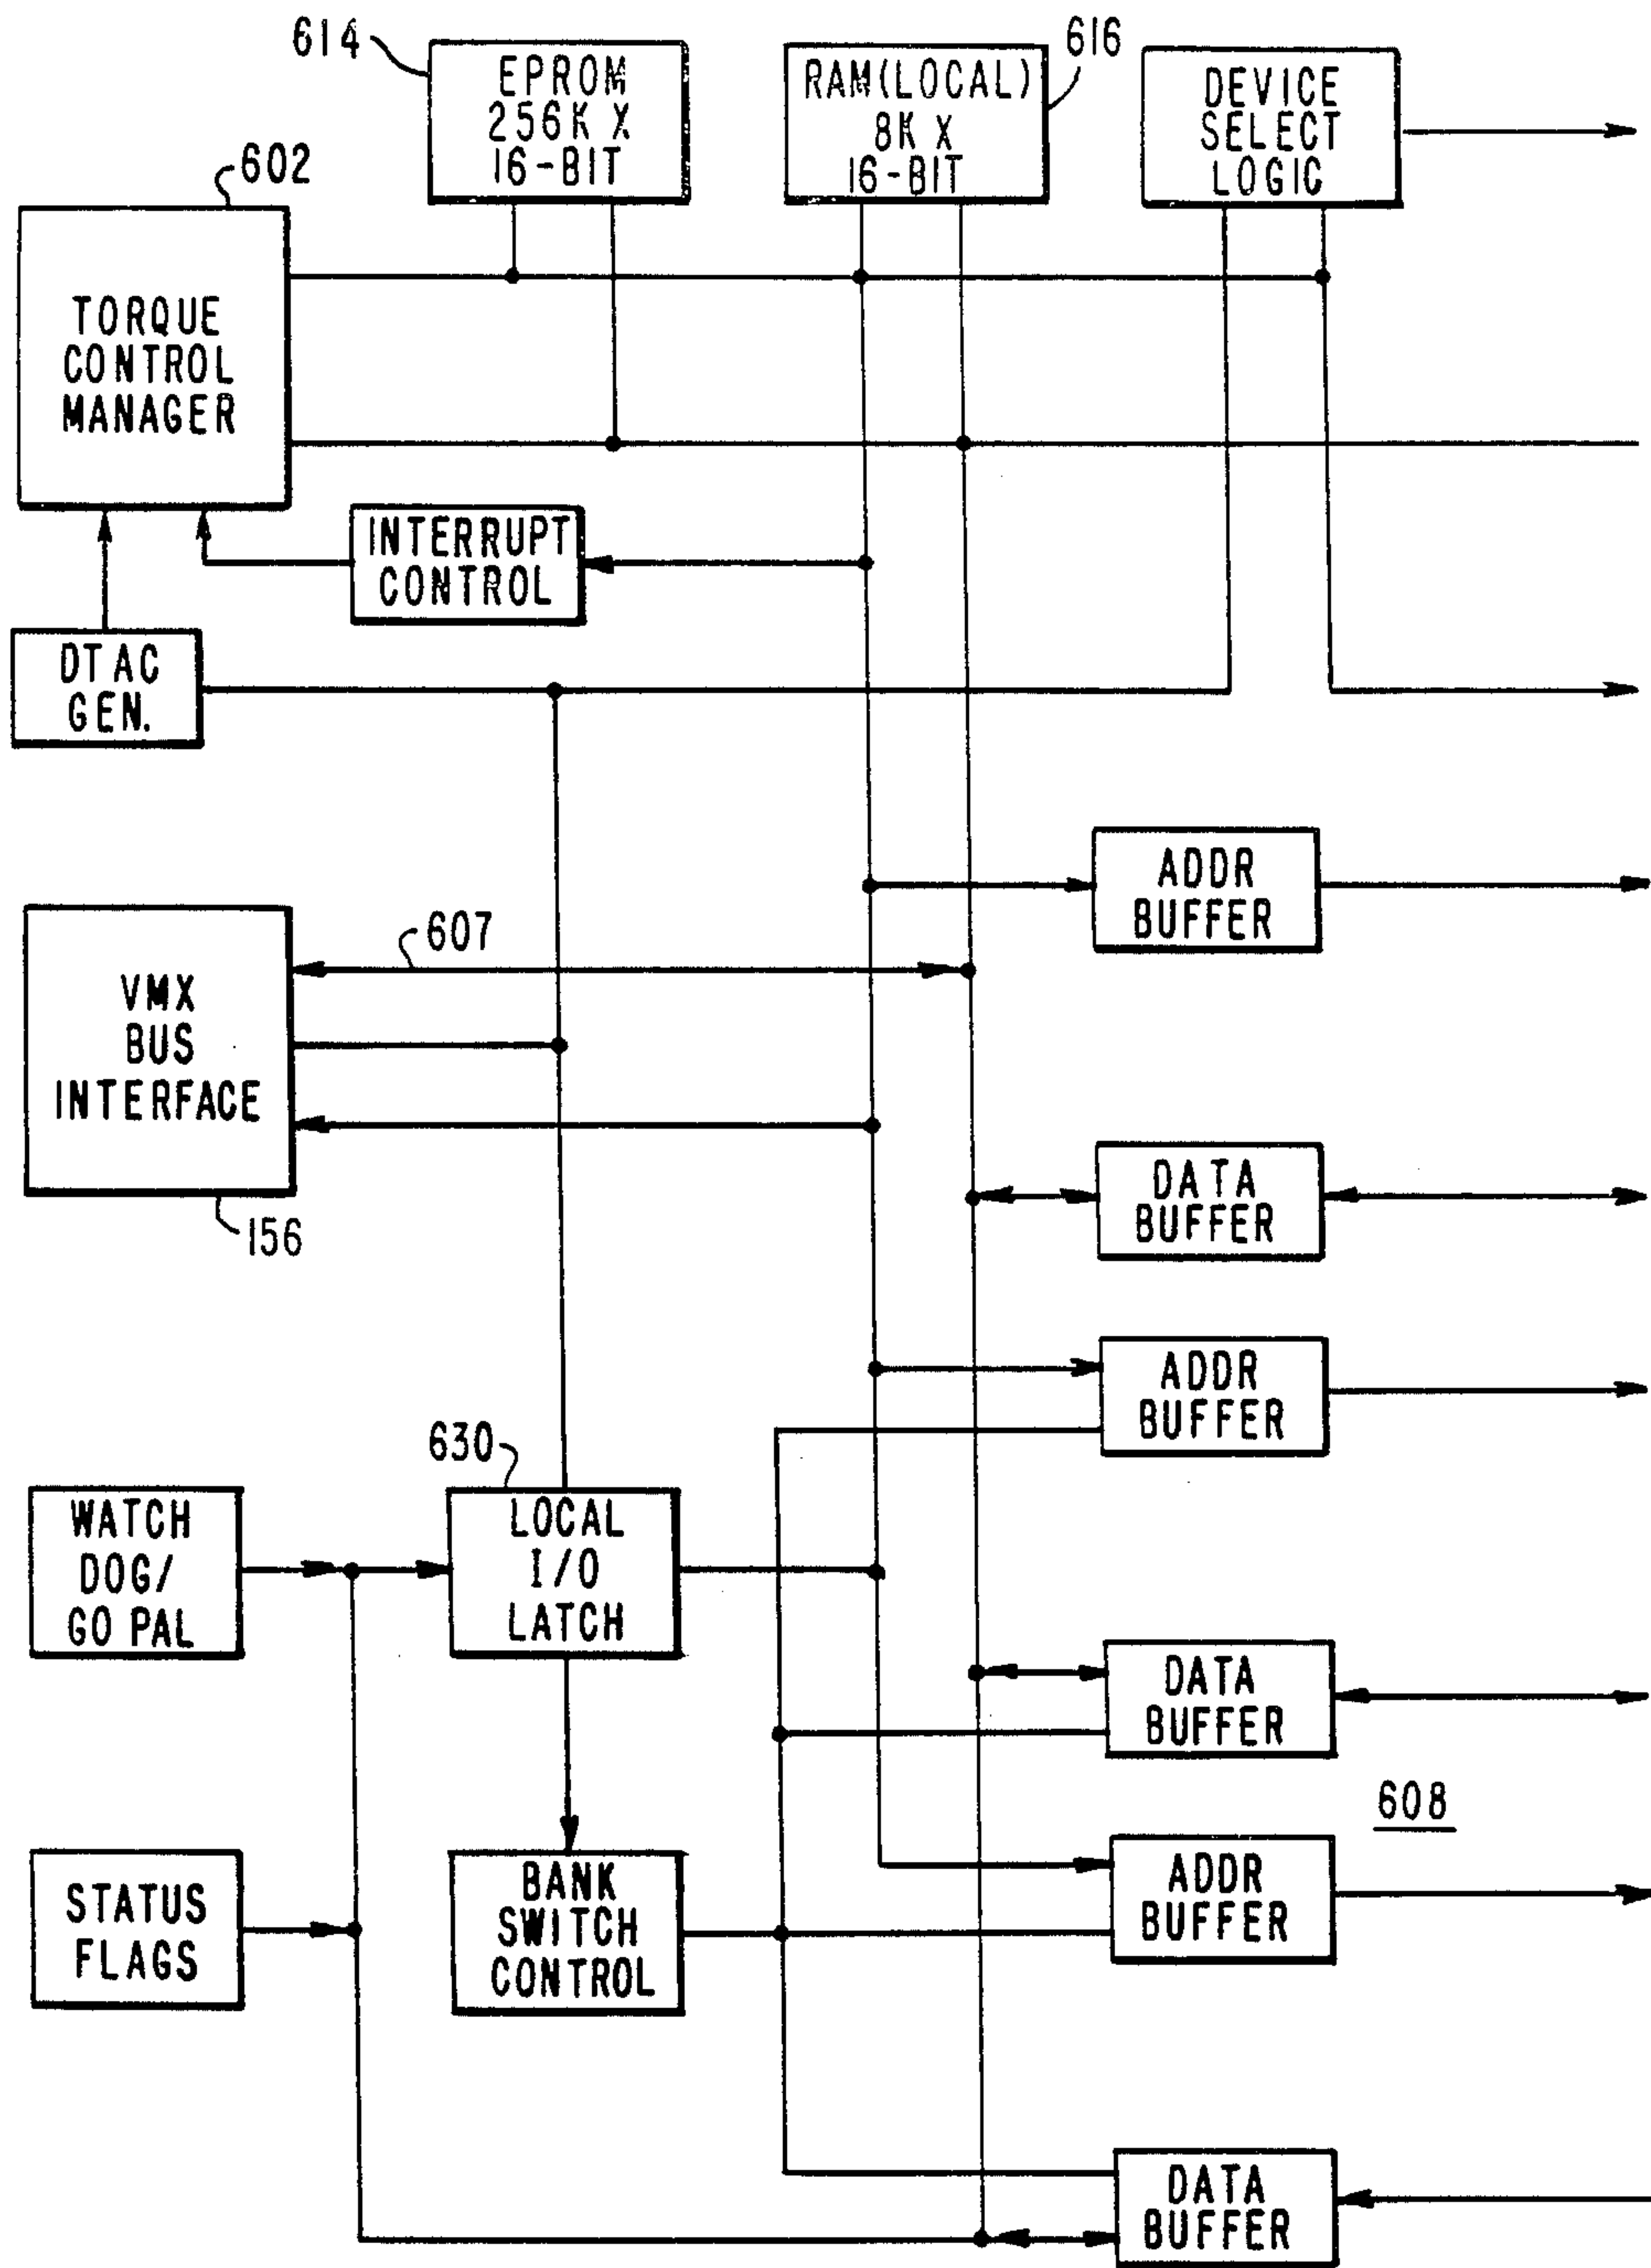 614
EPROM
256K X
16-BIT
RAM(LOCAL)
8K X
16-BIT
616
DEVICE
SELECT
LOGIC
602
TORQUE
CONTROL
MANAGER
INTERRUPT
CONTROL
DTAC
GEN.
ADDR
BUFFER
607
VMX
BUS
INTERFACE
156
DATA
BUFFER
ADDR
BUFFER
630
WATCH
DOG/
GO PAL
LOCAL
I/O
LATCH
DATA
BUFFER
608
STATUS
FLAGS
BANK
SWITCH
CONTROL
ADDR
BUFFER
DATA
BUFFER